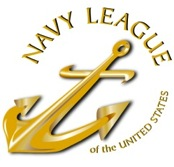 NAVY LEAGUE
of the UNITED STATES